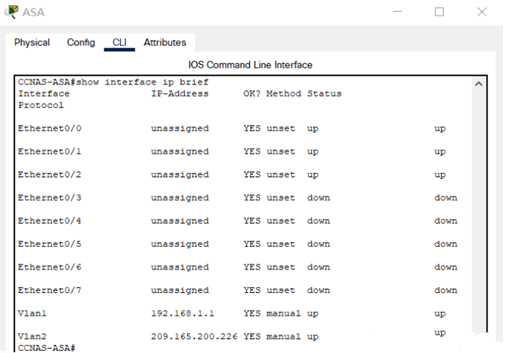 ASA
Physical Config CLI Attributes
IOS Command Line Interface
CCNAS-ASA#show interface ip brief
Interface IP-Address OK? Method Status
Protocol
Ethernet0/0 unassigned YES unset up up
Ethernet0/1 unassigned YES unset up up
Ethernet0/2 unassigned YES unset up up
Ethernet0/3 unassigned YES unset down down
Ethernet0/4 unassigned YES unset down down
Ethernet0/5 unassigned YES unset down down
Ethernet0/6 unassigned YES unset down down
Ethernet0/7 unassigned YES unset down down
Vlan1 192.168.1.1 YES manual up up
Vlan2 209.165.200.226 YES manual up up
CCNAS-ASA#